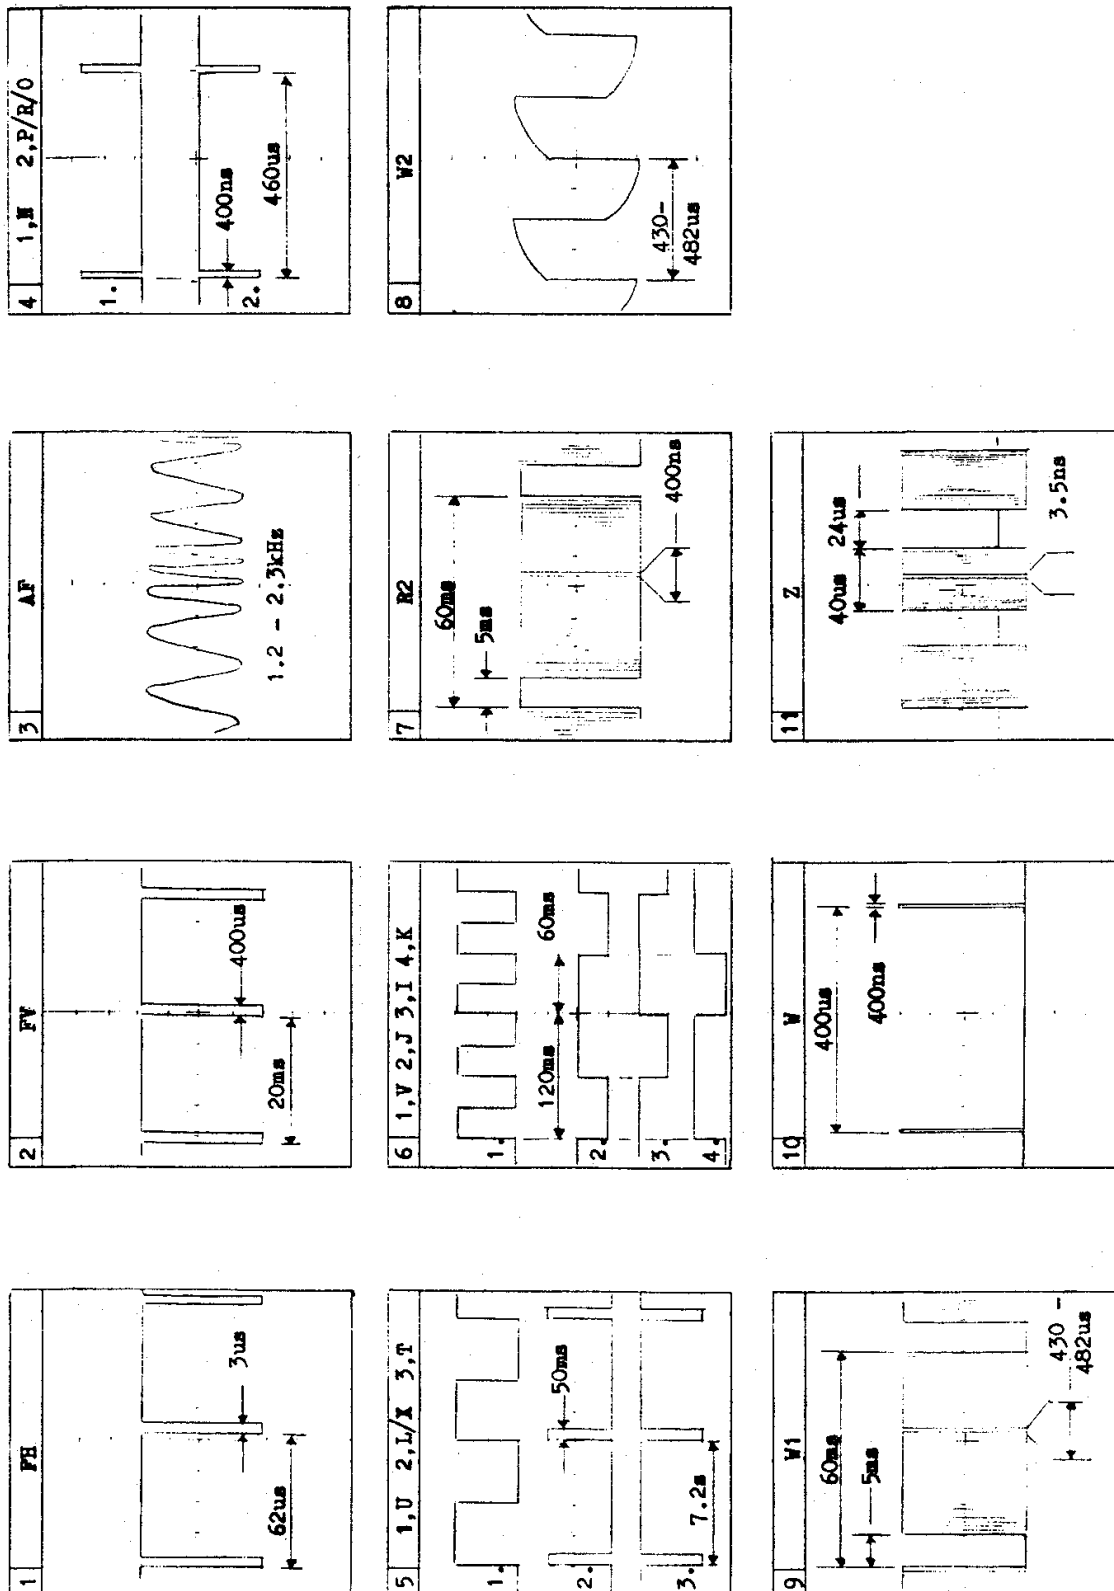 1 FH
62us
3us
2 FV
20ms
400us
3 AF
1.2 - 2.3kHz
4 1,N 2,P/R/O
1.
2.
400ns
460us
5 1,U 2,L/X 3,T
1.
2.
3.
50ms
7.2s
6 1,V 2,J 3,I 4,K
1.
2.
3.
4.
120ms
60ms
7 R2
60ms
5ms
400ns
8 W2
430-
482us
9 W1
60ms
5ms
430 -
482us
10 W
400us
400ns
11 Z
40us
24us
3.5ns